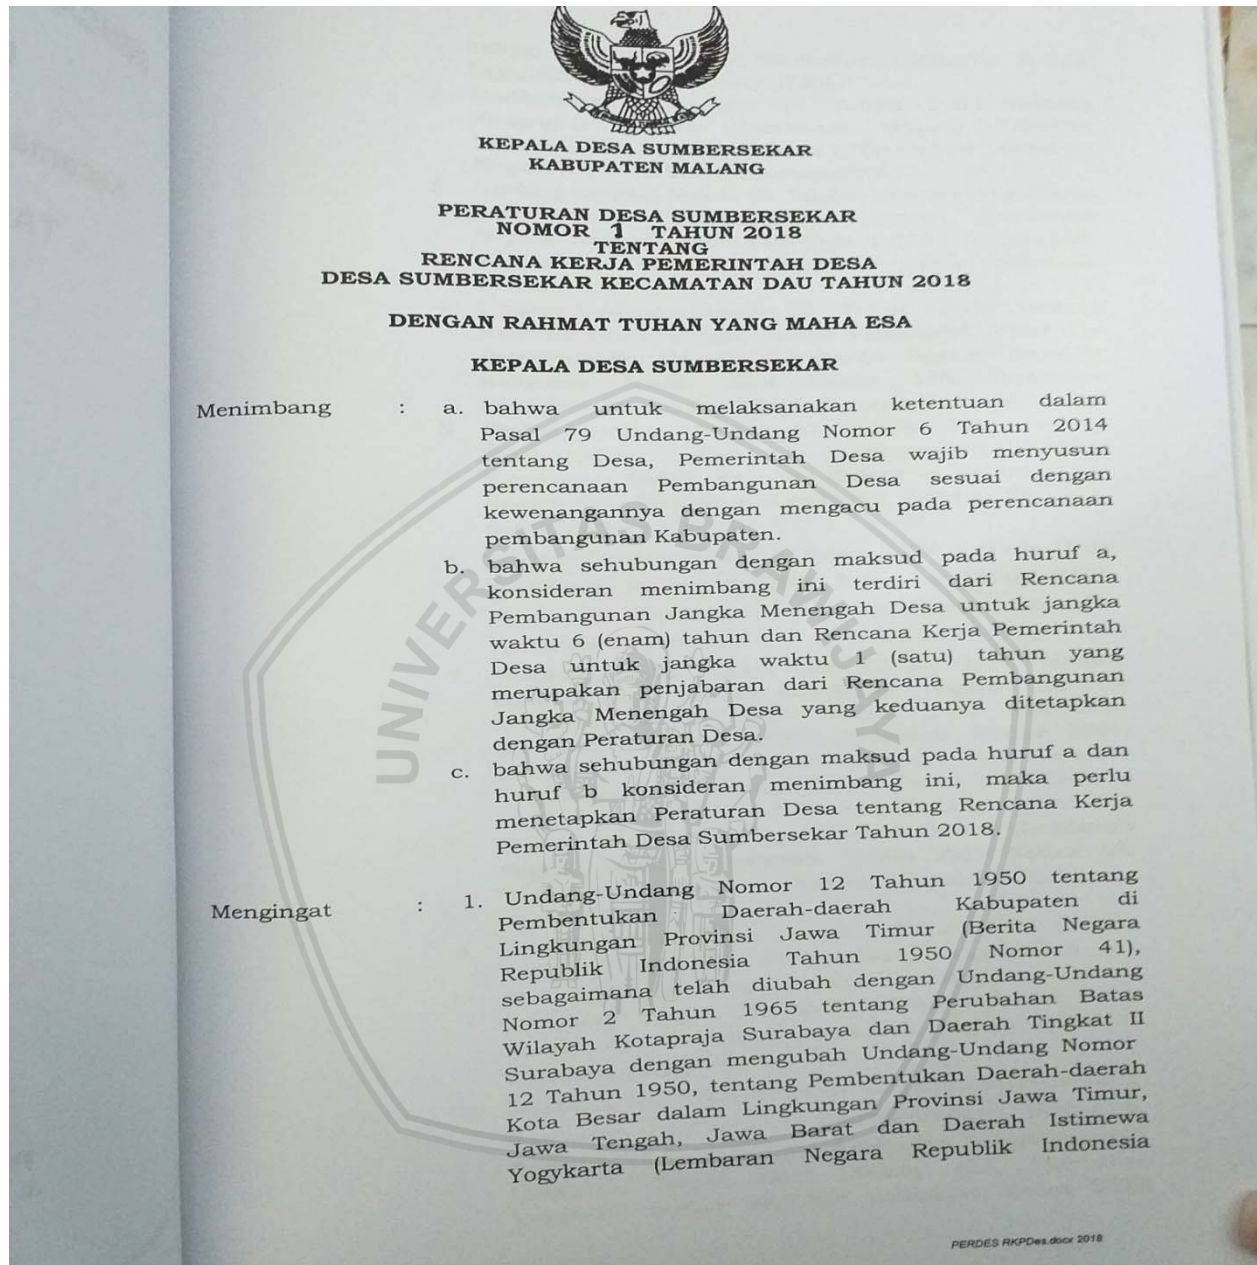 KEPALA DESA SUMBERSEKAR
KABUPATEN MALANG
PERATURAN DESA SUMBERSEKAR
NOMOR 1 TAHUN 2018
TENTANG
RENCANA KERJA PEMERINTAH DESA
DESA SUMBERSEKAR KECAMATAN DAU TAHUN 2018
DENGAN RAHMAT TUHAN YANG MAHA ESA
KEPALA DESA SUMBERSEKAR
Menimbang : a. bahwa untuk melaksanakan ketentuan dalam
Pasal 79 Undang-Undang Nomor 6 Tahun 2014
tentang Desa, Pemerintah Desa wajib menyusun
perencanaan Pembangunan Desa sesuai dengan
kewenangannya dengan mengacu pada perencanaan
pembangunan Kabupaten.
b. bahwa sehubungan dengan maksud pada huruf a,
konsideran menimbang ini terdiri dari Rencana
Pembangunan Jangka Menengah Desa untuk jangka
waktu 6 (enam) tahun dan Rencana Kerja Pemerintah
Desa untuk jangka waktu 1 (satu) tahun yang
merupakan penjabaran dari Rencana Pembangunan
Jangka Menengah Desa yang keduanya ditetapkan
dengan Peraturan Desa.
c. bahwa sehubungan dengan maksud pada huruf a dan
huruf b konsideran menimbang ini, maka perlu
menetapkan Peraturan Desa tentang Rencana Kerja
Pemerintah Desa Sumbersekar Tahun 2018.
Mengingat : 1. Undang-Undang Nomor 12 Tahun 1950 tentang
Pembentukan Daerah-daerah Kabupaten di
Lingkungan Provinsi Jawa Timur (Berita Negara
Republik Indonesia Tahun 1950 Nomor 41),
sebagaimana telah diubah dengan Undang-Undang
Nomor 2 Tahun 1965 tentang Perubahan Batas
Wilayah Kotapraja Surabaya dan Daerah Tingkat II
Surabaya dengan mengubah Undang-Undang Nomor
12 Tahun 1950, tentang Pembentukan Daerah-daerah
Kota Besar dalam Lingkungan Provinsi Jawa Timur,
Jawa Tengah, Jawa Barat dan Daerah Istimewa
Yogykarta (Lembaran Negara Republik Indonesia
PERDES RKPDes.docx 2018
UNIVERSITAS BRAWIJAYA